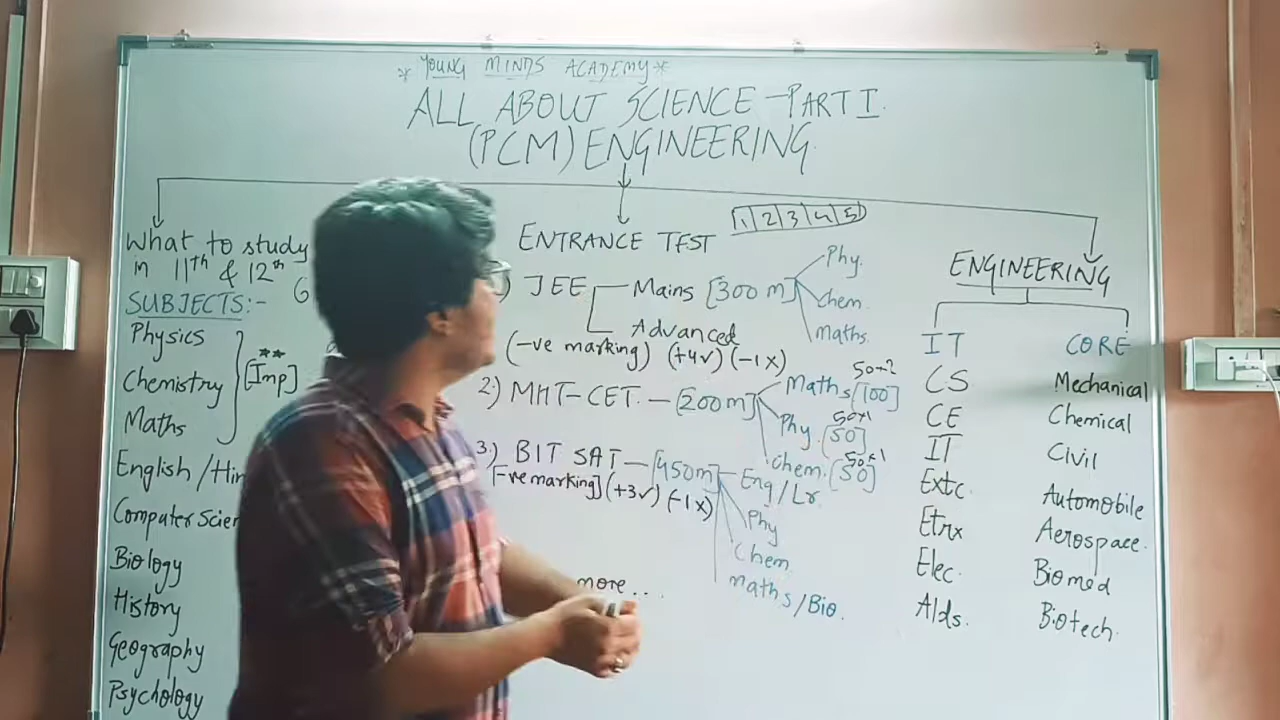 * YOUNG MINDS ACADEMY *
ALL ABOUT SCIENCE - PART I.
(PCM) ENGINEERING
What to study
in 11th & 12th
SUBJECTS:-
Physics
Chemistry
Maths
[Imp]**
English / Hin
Computer Scien
Biology
History
Geography
Psychology
1|2|3|4|5
ENTRANCE TEST
) JEE
Mains [300 m]
Phy.
Chem.
Maths.
Advanced
(-ve marking) (+4✓) (-1x)
2) MHT-CET. - [200m]
50×2
Maths [100]
50×1
Phy. [50]
50×1
Chem. [50]
3.) BIT SAT - [450m]
[-ve marking] (+3✓) (-1x)
Eng / Lr.
Phy
Chem.
Maths / Bio.
more...
ENGINEERING
IT
CS
CE
IT
Extc.
Etrx
Elec.
AIds.
CORE
Mechanical
Chemical
Civil
Automobile
Aerospace.
Biomed
Biotech.